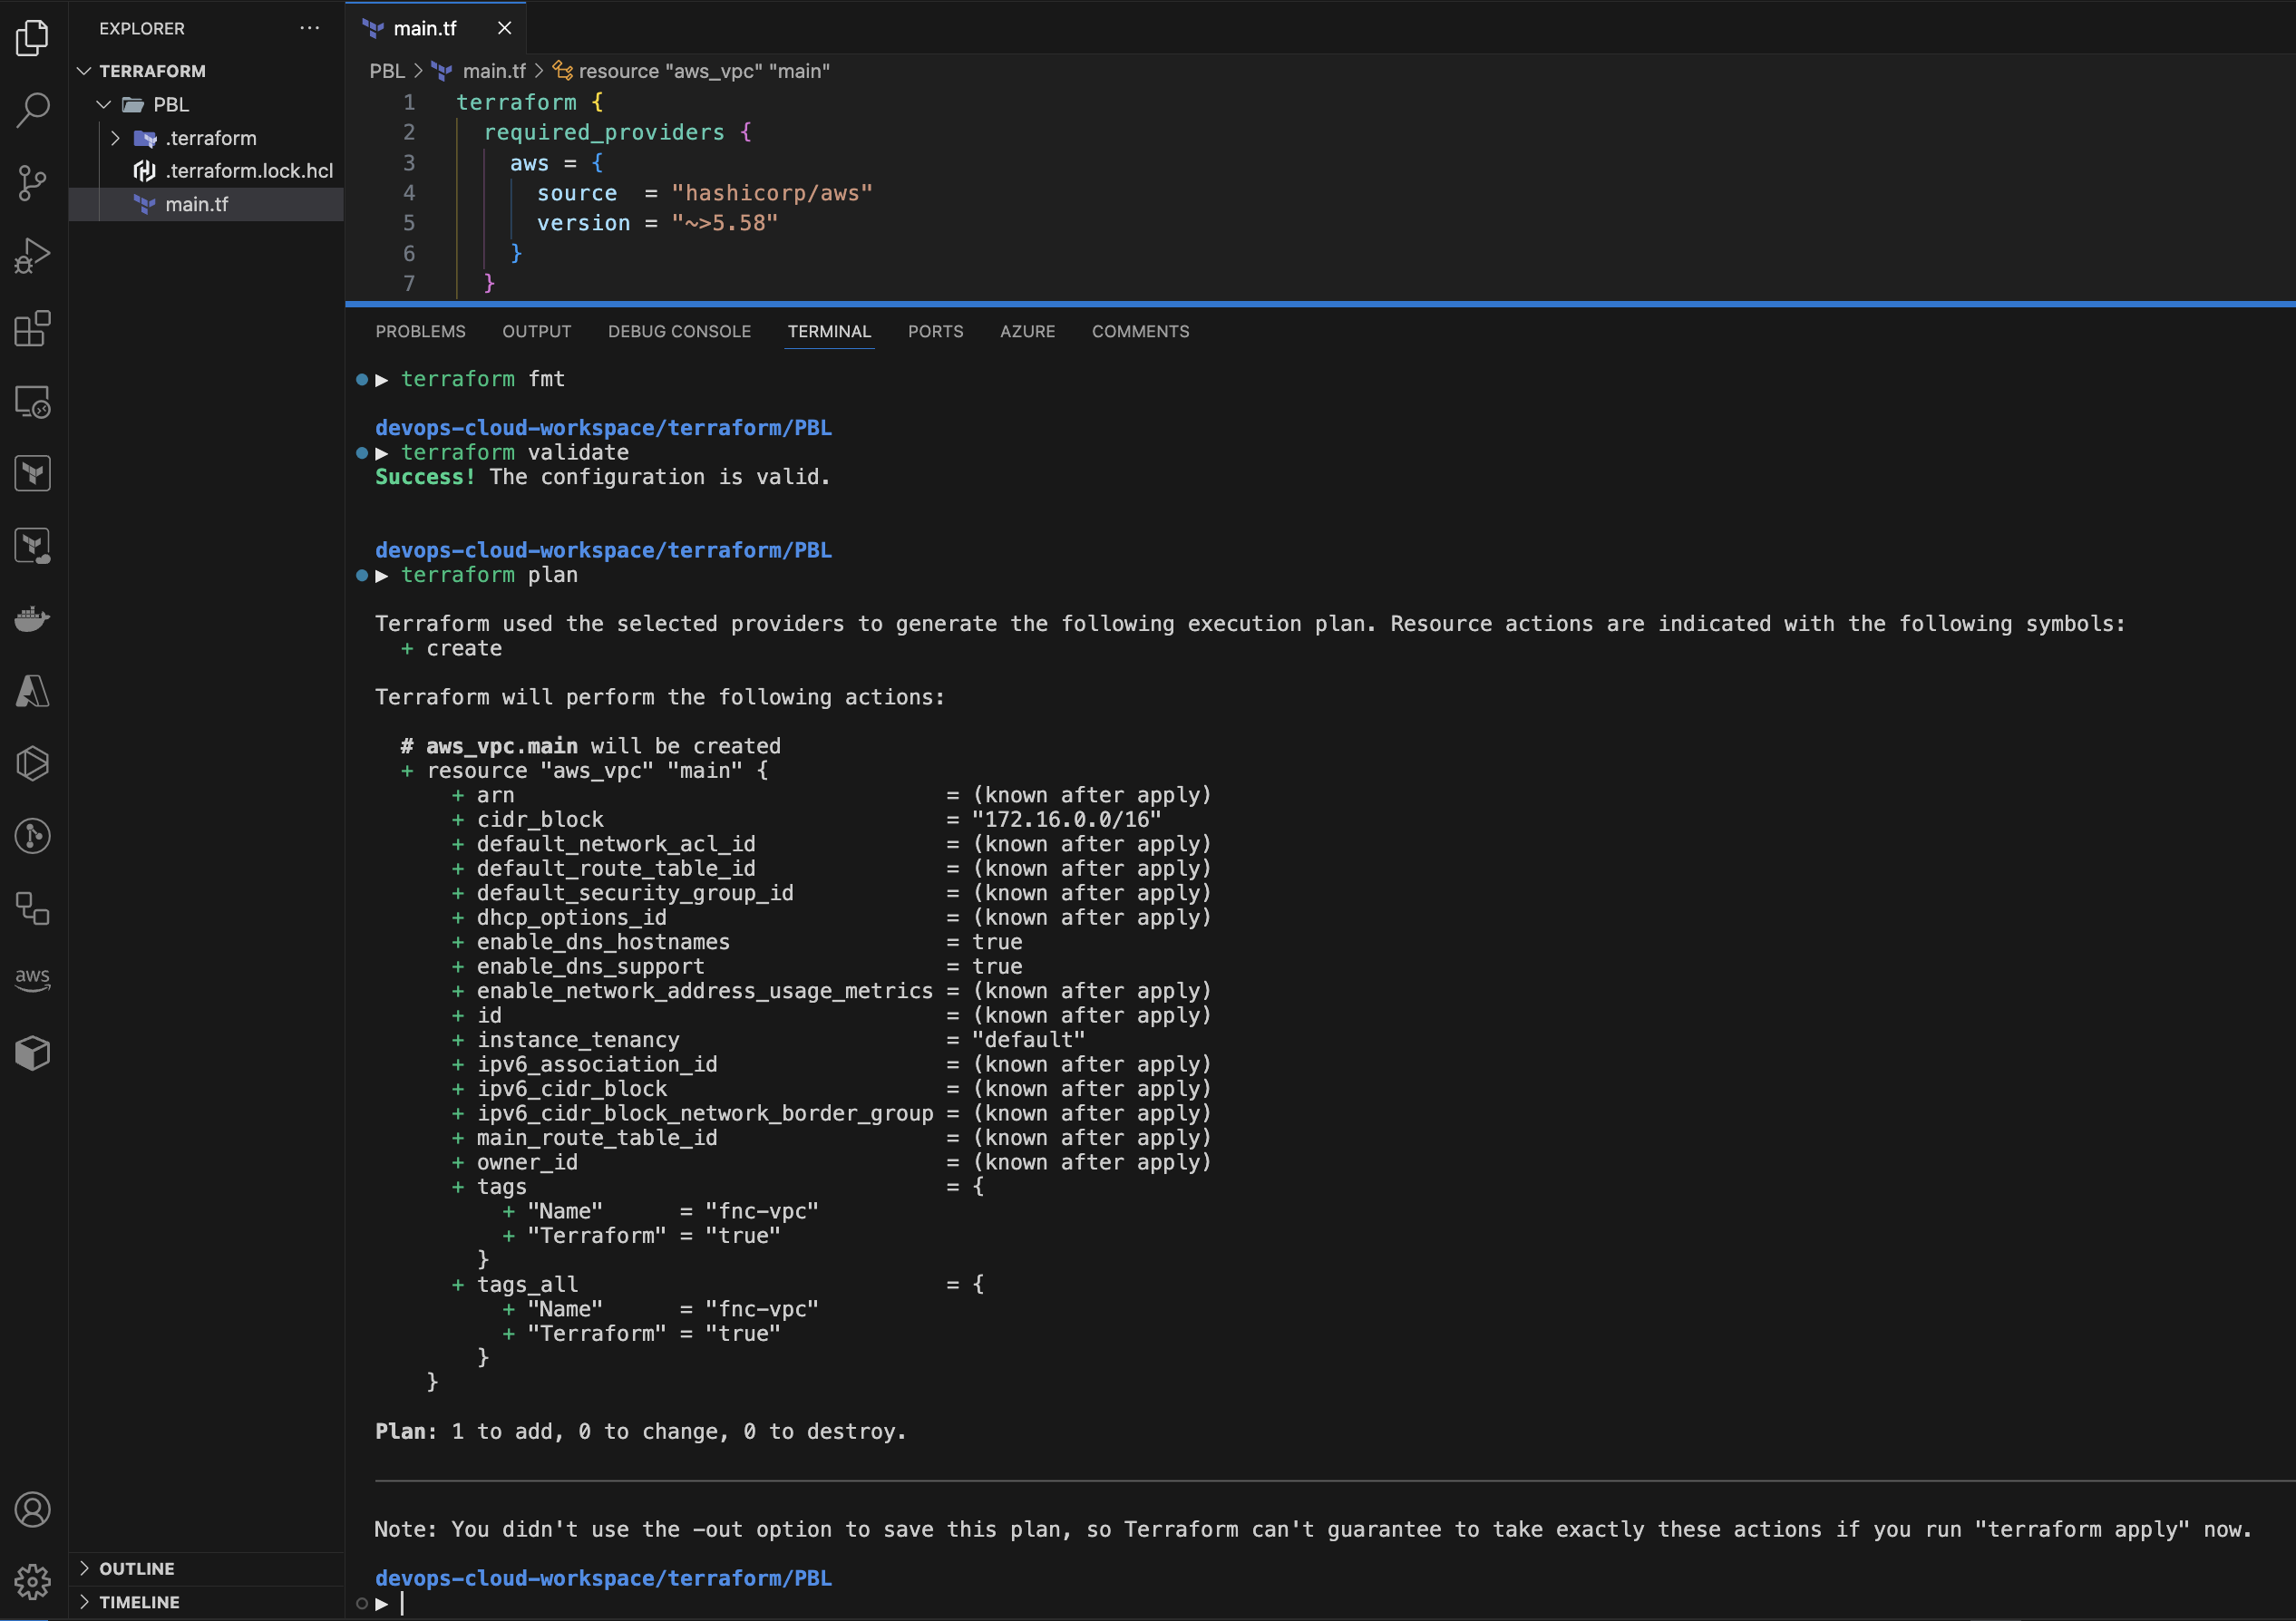 EXPLORER
TERRAFORM
PBL
.terraform
.terraform.lock.hcl
main.tf
aws
OUTLINE
TIMELINE
main.tf
PBL > main.tf > resource "aws_vpc" "main"
1 terraform {
2   required_providers {
3     aws = {
4       source  = "hashicorp/aws"
5       version = "~>5.58"
6     }
7   }
PROBLEMS OUTPUT DEBUG CONSOLE TERMINAL PORTS AZURE COMMENTS
terraform fmt
devops-cloud-workspace/terraform/PBL
terraform validate
Success! The configuration is valid.
devops-cloud-workspace/terraform/PBL
terraform plan
Terraform used the selected providers to generate the following execution plan. Resource actions are indicated with the following symbols:
  + create
Terraform will perform the following actions:
  # aws_vpc.main will be created
  + resource "aws_vpc" "main" {
      + arn                                  = (known after apply)
      + cidr_block                           = "172.16.0.0/16"
      + default_network_acl_id               = (known after apply)
      + default_route_table_id               = (known after apply)
      + default_security_group_id            = (known after apply)
      + dhcp_options_id                      = (known after apply)
      + enable_dns_hostnames                 = true
      + enable_dns_support                   = true
      + enable_network_address_usage_metrics = (known after apply)
      + id                                   = (known after apply)
      + instance_tenancy                     = "default"
      + ipv6_association_id                  = (known after apply)
      + ipv6_cidr_block                      = (known after apply)
      + ipv6_cidr_block_network_border_group = (known after apply)
      + main_route_table_id                  = (known after apply)
      + owner_id                             = (known after apply)
      + tags                                 = {
          + "Name"      = "fnc-vpc"
          + "Terraform" = "true"
        }
      + tags_all                             = {
          + "Name"      = "fnc-vpc"
          + "Terraform" = "true"
        }
    }
Plan: 1 to add, 0 to change, 0 to destroy.
Note: You didn't use the -out option to save this plan, so Terraform can't guarantee to take exactly these actions if you run "terraform apply" now.
devops-cloud-workspace/terraform/PBL